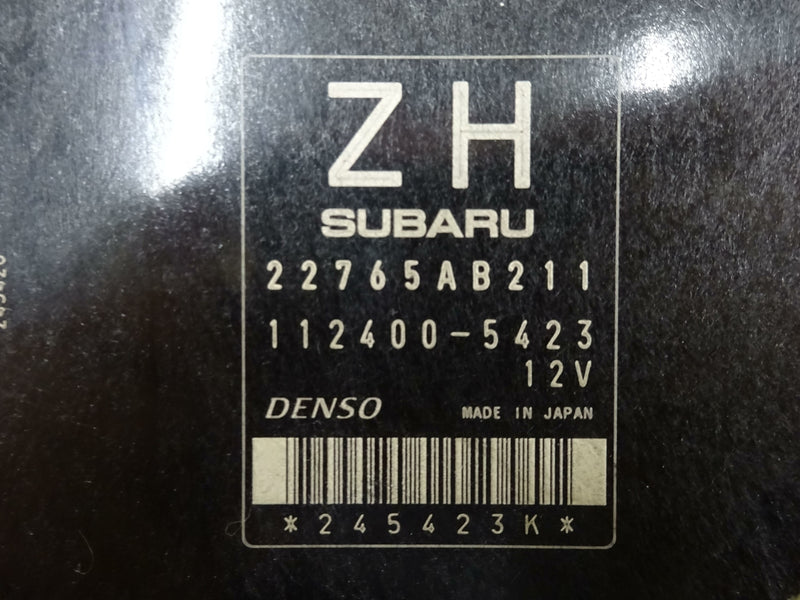 ZH
SUBARU
22765AB211
112400-5423
12V
DENSO
MADE IN JAPAN
*245423K*